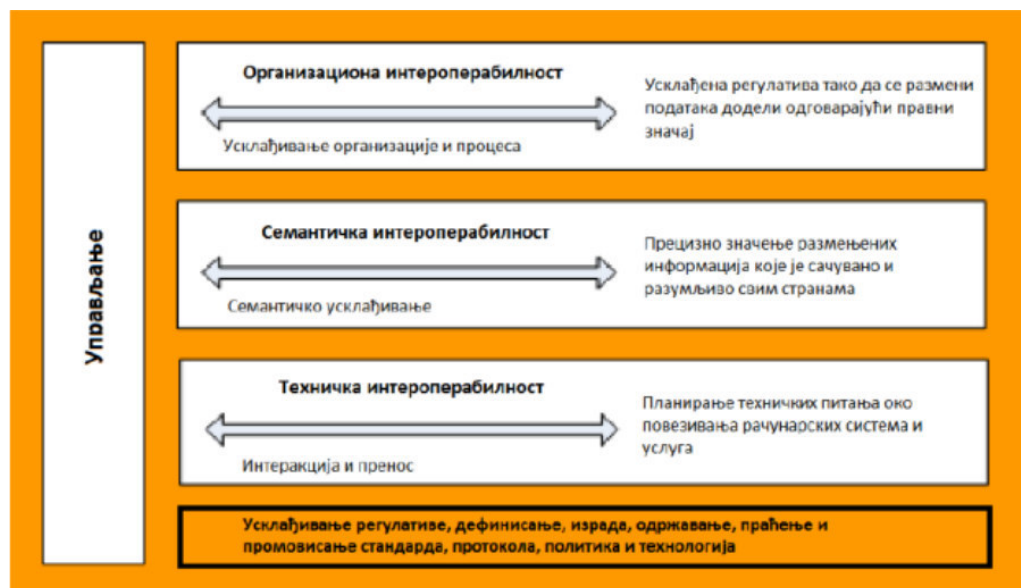 Управљање
Организациона интероперабилност
Усклађивање организације и процеса
Усклађена регулатива тако да се размени
података додели одговарајући правни
значај
Семантичка интероперабилност
Семантичко усклађивање
Прецизно значење размењених
информација које је сачувано и
разумљиво свим странама
Техничка интероперабилност
Интеракција и пренос
Планирање техничких питања око
повезивања рачунарских система и
услуга
Усклађивање регулативе, дефинисање, израда, одржавање, праћење и
промовисање стандарда, протокола, политика и технологија